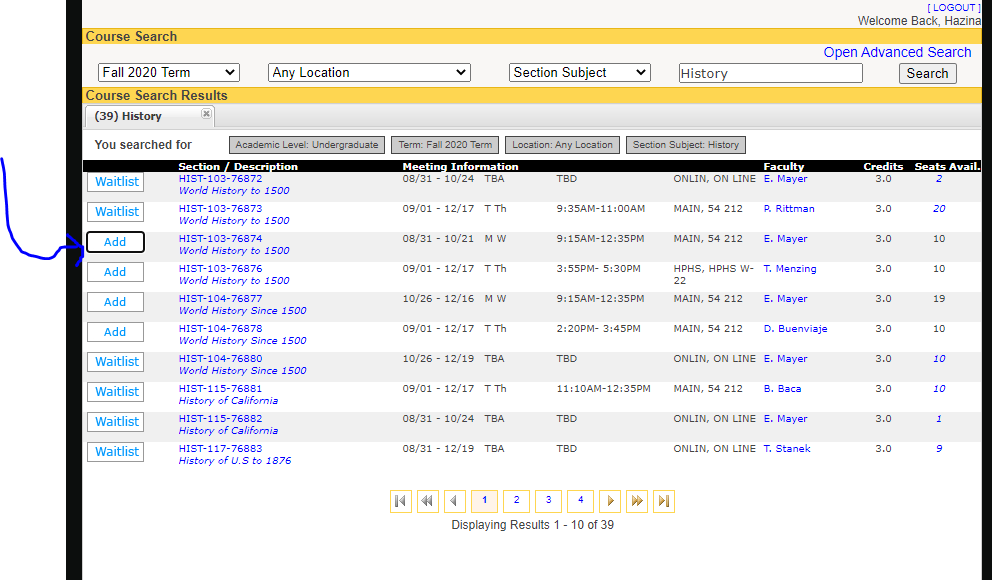 [ LOGOUT ]
Welcome Back, Hazina
Course Search
Open Advanced Search
Fall 2020 Term Any Location Section Subject History Search
Course Search Results
(39) History
You searched for Academic Level: Undergraduate Term: Fall 2020 Term Location: Any Location Section Subject: History
Section / Description Meeting Information Faculty Credits Seats Avail.
Waitlist HIST-103-76872 08/31 - 10/24 TBA TBD ONLIN, ON LINE E. Mayer 3.0 2
World History to 1500
Waitlist HIST-103-76873 09/01 - 12/17 T Th 9:35AM-11:00AM MAIN, 54 212 P. Rittman 3.0 20
World History to 1500
Add HIST-103-76874 08/31 - 10/21 M W 9:15AM-12:35PM MAIN, 54 212 E. Mayer 3.0 10
World History to 1500
Add HIST-103-76876 09/01 - 12/17 T Th 3:55PM- 5:30PM HPHS, HPHS W- T. Menzing 3.0 10
World History to 1500 22
Add HIST-104-76877 10/26 - 12/16 M W 9:15AM-12:35PM MAIN, 54 212 E. Mayer 3.0 19
World History Since 1500
Add HIST-104-76878 09/01 - 12/17 T Th 2:20PM- 3:45PM MAIN, 54 212 D. Buenviaje 3.0 10
World History Since 1500
Waitlist HIST-104-76880 10/26 - 12/19 TBA TBD ONLIN, ON LINE E. Mayer 3.0 10
World History Since 1500
Waitlist HIST-115-76881 09/01 - 12/17 T Th 11:10AM-12:35PM MAIN, 54 212 B. Baca 3.0 10
History of California
Waitlist HIST-115-76882 08/31 - 10/24 TBA TBD ONLIN, ON LINE E. Mayer 3.0 1
History of California
Waitlist HIST-117-76883 08/31 - 12/19 TBA TBD ONLIN, ON LINE T. Stanek 3.0 9
History of U.S to 1876
1 2 3 4
Displaying Results 1 - 10 of 39